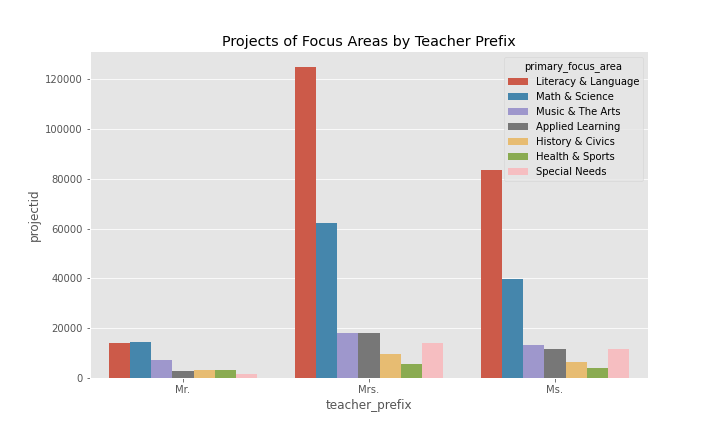 Projects of Focus Areas by Teacher Prefix
primary_focus_area
Literacy & Language
Math & Science
Music & The Arts
Applied Learning
History & Civics
Health & Sports
Special Needs
projectid
120000
100000
80000
60000
40000
20000
0
Mr.
Mrs.
Ms.
teacher_prefix